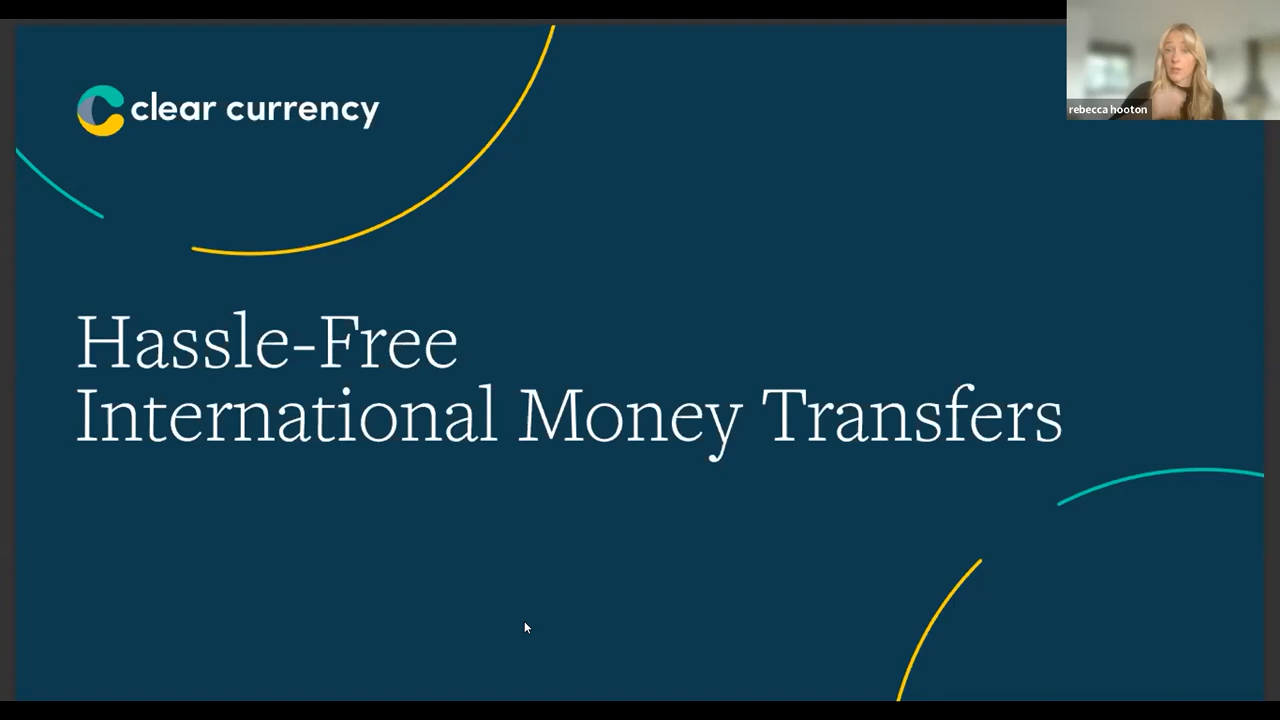 clear currency
rebecca hooton
Hassle-Free
International Money Transfers